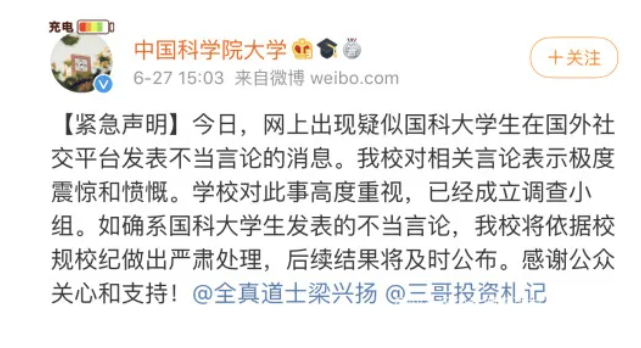 充电
中国科学院大学
6-27 15:03 来自微博 weibo.com
+关注
【紧急声明】今日，网上出现疑似国科大学生在国外社
交平台发表不当言论的消息。我校对相关言论表示极度
震惊和愤慨。学校对此事高度重视，已经成立调查小
组。如确系国科大学生发表的不当言论，我校将依据校
规校纪做出严肃处理，后续结果将及时公布。感谢公众
关心和支持！@全真道士梁兴扬 @三哥投资札记